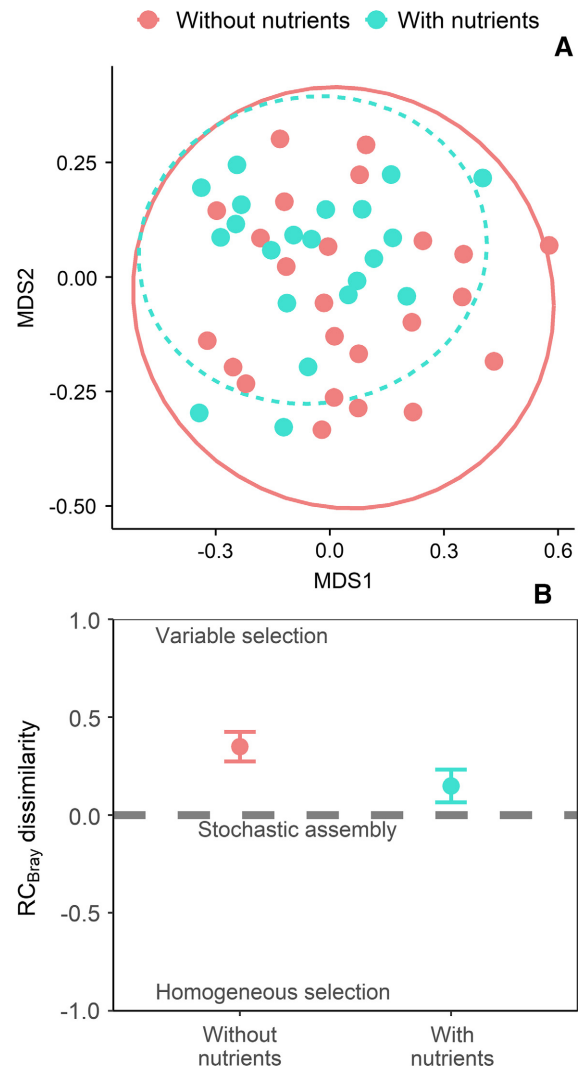 Without nutrients With nutrients
A
0.25
0.00
-0.25
-0.50
MDS2
-0.3 0.0 0.3 0.6
MDS1
B
1.0
Variable selection
0.5
0.0
Stochastic assembly
-0.5
Homogeneous selection
-1.0
RCBray dissimilarity
Without With
nutrients nutrients